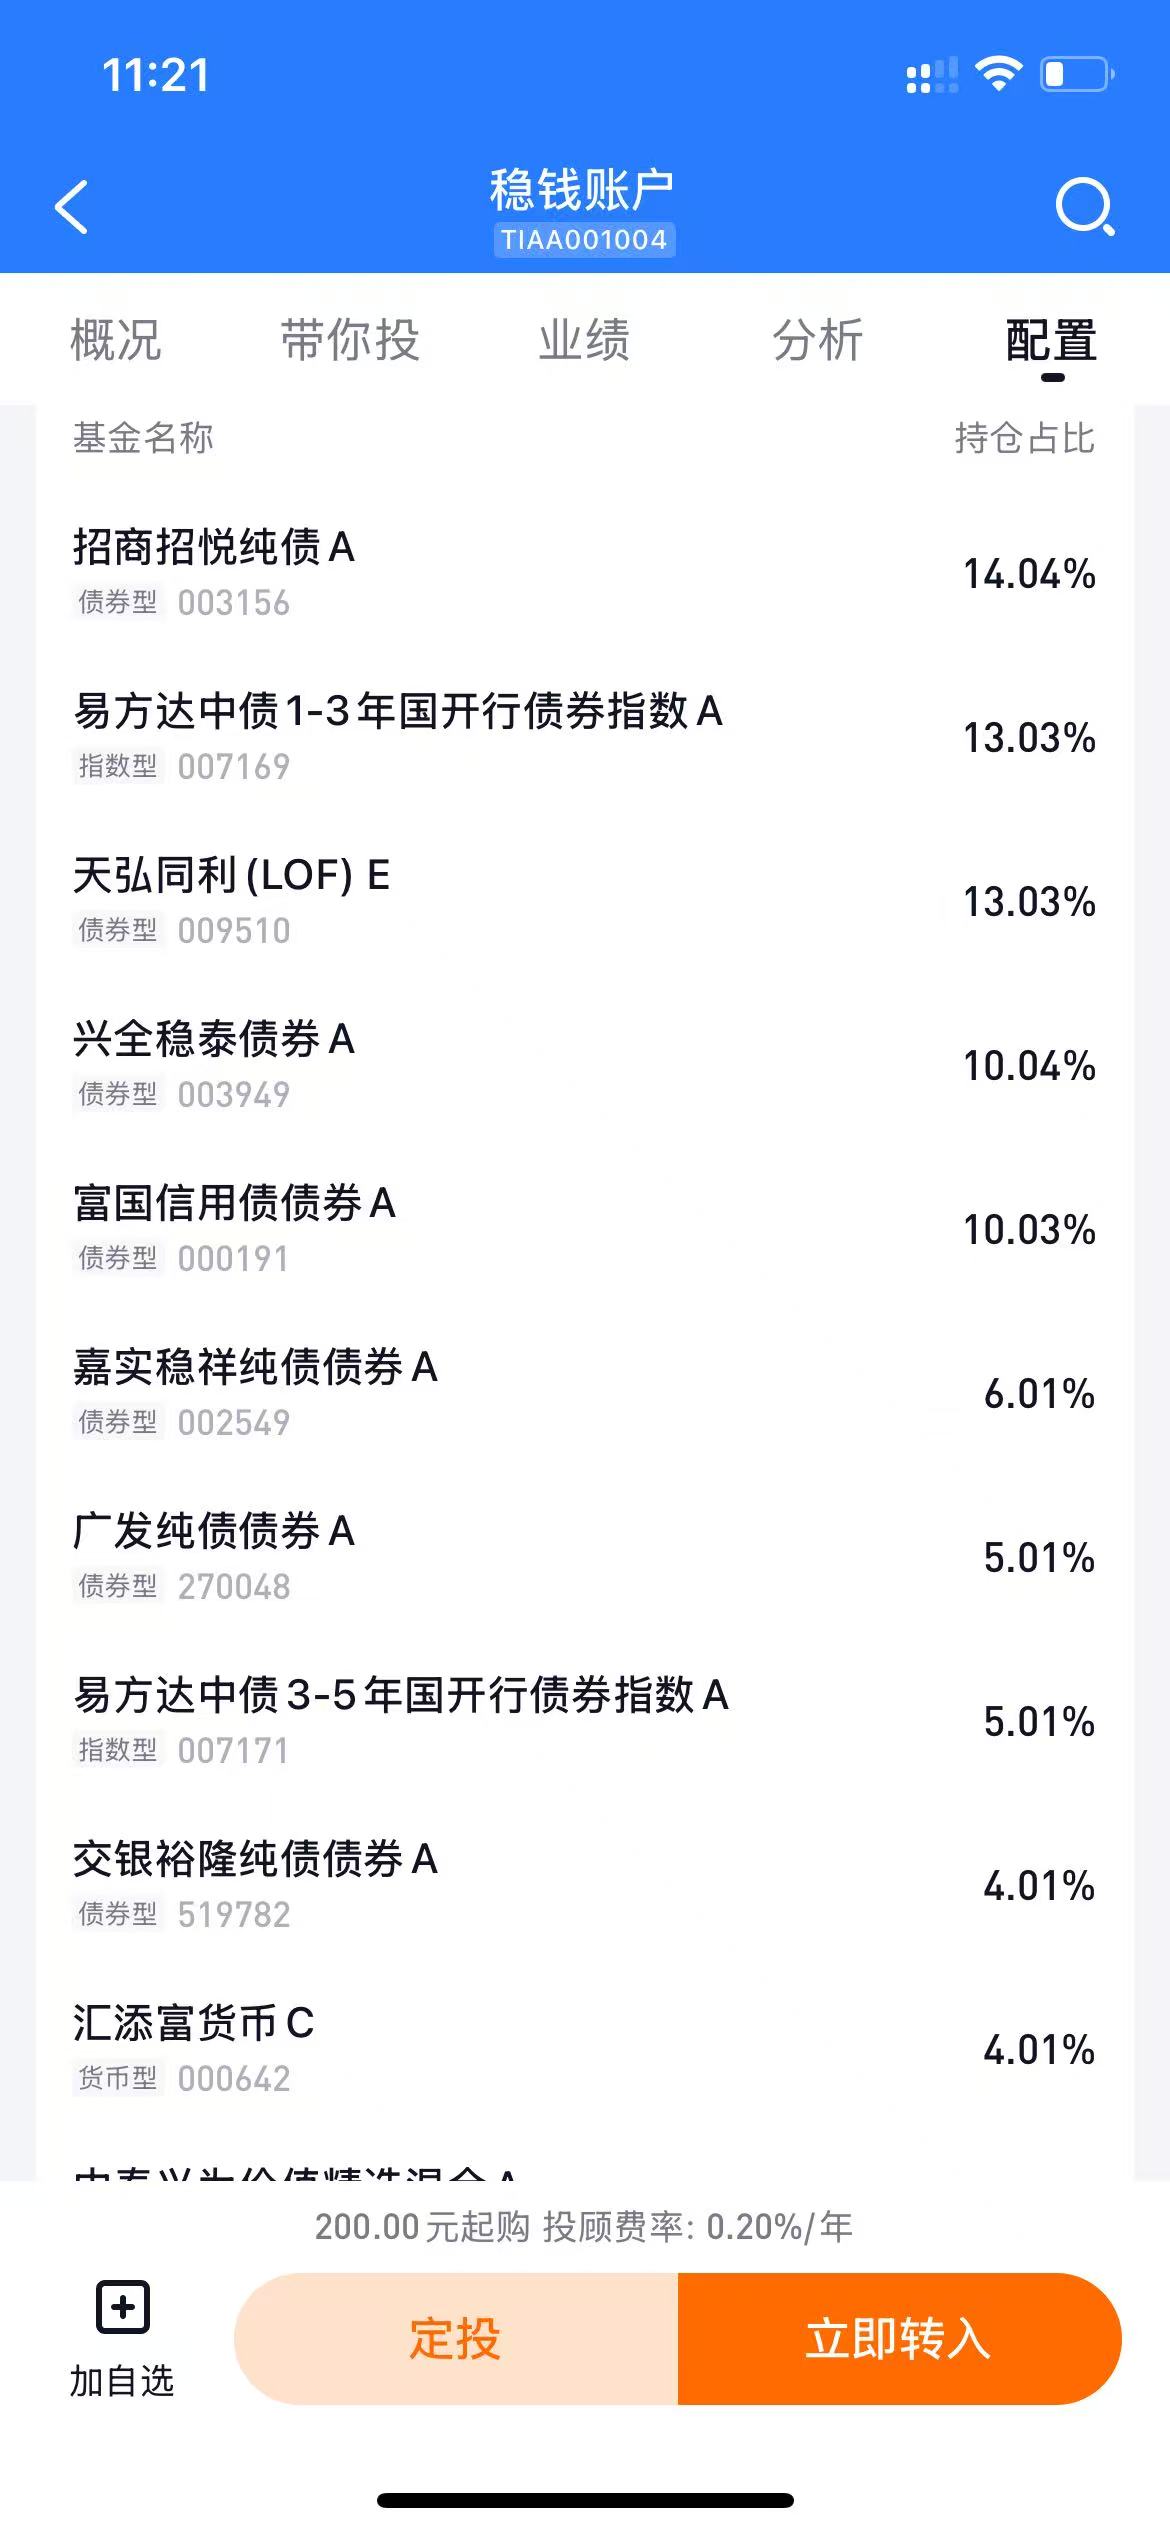 11:21
稳钱账户
TIAA001004
概况 带你投 业绩 分析 配置
基金名称 持仓占比
招商招悦纯债A
14.04%
债券型 003156
易方达中债1-3年国开行债券指数A
13.03%
指数型 007169
天弘同利(LOF) E
13.03%
债券型 009510
兴全稳泰债券A
10.04%
债券型 003949
富国信用债债券A
10.03%
债券型 000191
嘉实稳祥纯债债券A
6.01%
债券型 002549
广发纯债债券A
5.01%
债券型 270048
易方达中债3-5年国开行债券指数A
5.01%
指数型 007171
交银裕隆纯债债券A
4.01%
债券型 519782
汇添富货币C
4.01%
货币型 000642
200.00元起购 投顾费率: 0.20%/年
加自选
定投
立即转入